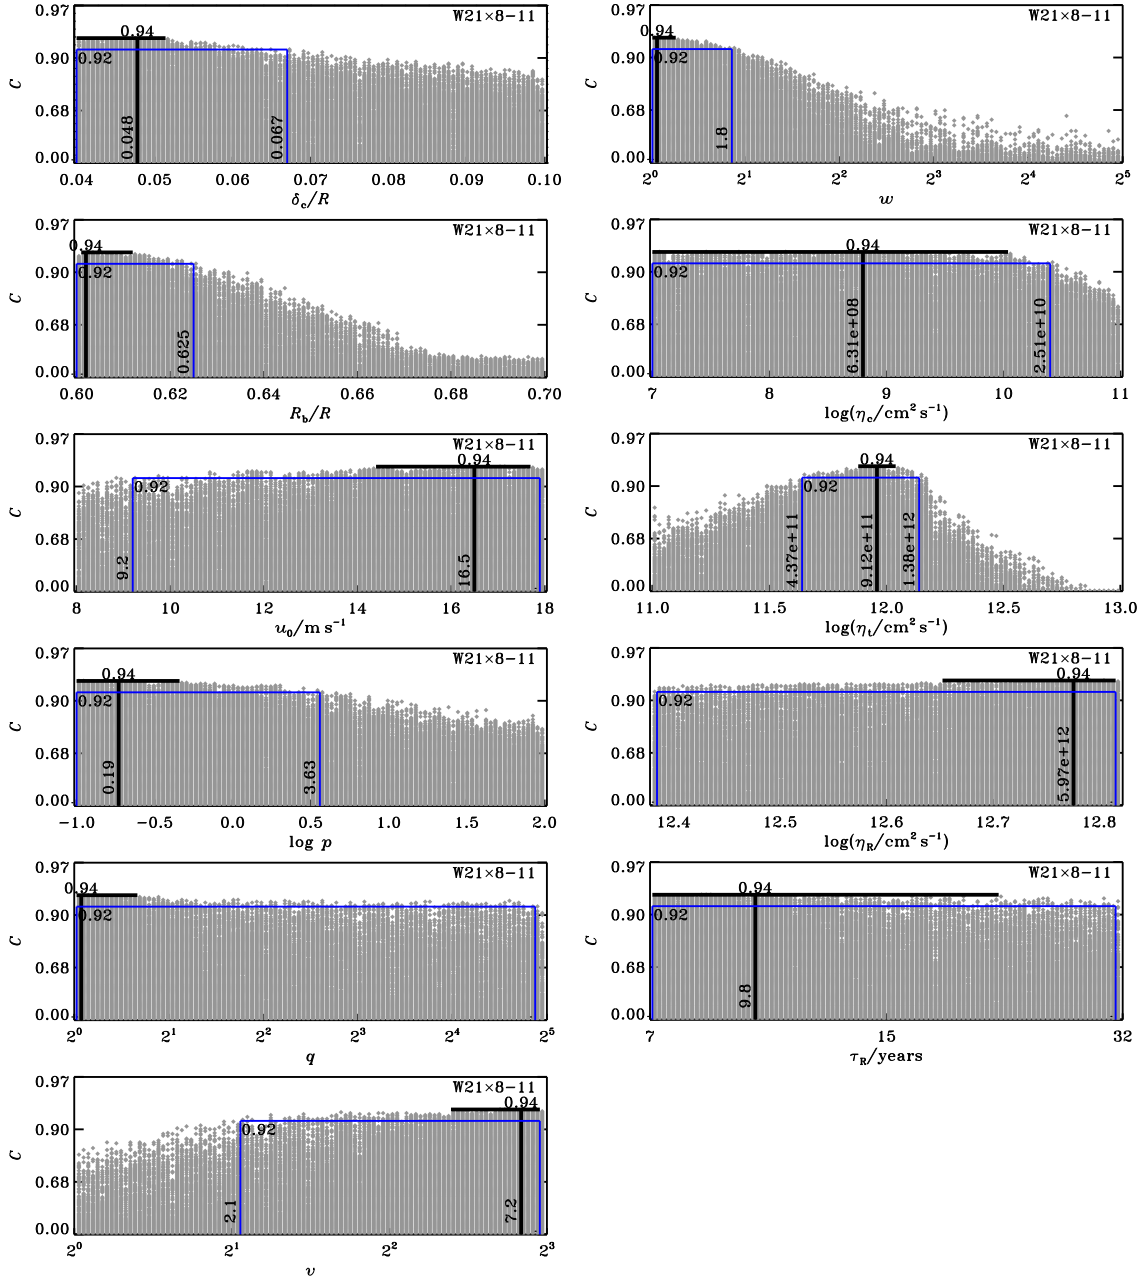 0.97
0.90
0.68
0.00
C
W21×8−11
0.94
0.92
0.048
0.067
0.04 0.05 0.06 0.07 0.08 0.09 0.10
δc/R
0.97
0.90
0.68
0.00
C
W21×8−11
0.94
0.92
1.8
2⁰ 2¹ 2² 2³ 2⁴ 2⁵
w
0.97
0.90
0.68
0.00
C
W21×8−11
0.94
0.92
0.625
0.60 0.62 0.64 0.66 0.68 0.70
Rb/R
0.97
0.90
0.68
0.00
C
W21×8−11
0.94
0.92
6.31e+08
2.51e+10
7 8 9 10 11
log(ηc/cm² s⁻¹)
0.97
0.90
0.68
0.00
C
W21×8−11
0.94
0.92
9.2
16.5
8 10 12 14 16 18
u₀/m s⁻¹
0.97
0.90
0.68
0.00
C
W21×8−11
0.94
0.92
4.37e+11
9.12e+11
1.38e+12
11.0 11.5 12.0 12.5 13.0
log(ηt/cm² s⁻¹)
0.97
0.90
0.68
0.00
C
W21×8−11
0.94
0.92
0.19
3.63
−1.0 −0.5 0.0 0.5 1.0 1.5 2.0
log p
0.97
0.90
0.68
0.00
C
W21×8−11
0.94
0.92
5.97e+12
12.4 12.5 12.6 12.7 12.8
log(ηR/cm² s⁻¹)
0.97
0.90
0.68
0.00
C
W21×8−11
0.94
0.92
2⁰ 2¹ 2² 2³ 2⁴ 2⁵
q
0.97
0.90
0.68
0.00
C
W21×8−11
0.94
0.92
9.8
7 15 32
τR/years
0.97
0.90
0.68
0.00
C
W21×8−11
0.94
0.92
2.1
7.2
2⁰ 2¹ 2² 2³
v